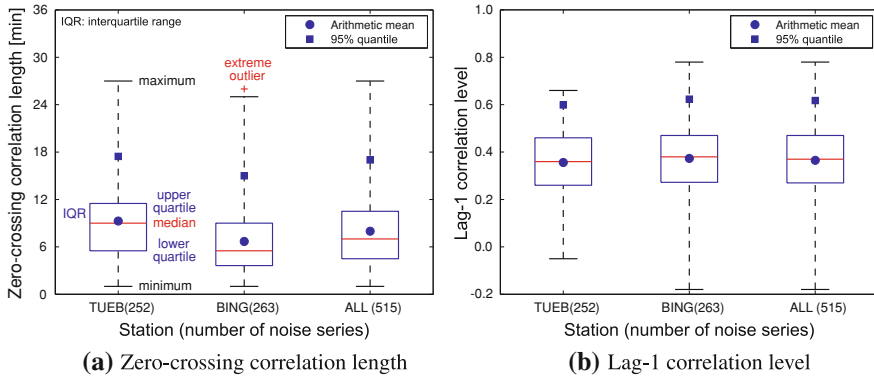 Zero-crossing correlation length [min]
36
30
24
18
12
6
0
IQR: interquartile range
Arithmetic mean
95% quantile
extreme
outlier
maximum
IQR
upper
quartile
median
lower
quartile
minimum
TUEB(252)
BING(263)
ALL (515)
Station (number of noise series)
(a) Zero-crossing correlation length
Lag-1 correlation level
1.0
0.8
0.6
0.4
0.2
0.0
-0.2
Arithmetic mean
95% quantile
TUEB(252)
BING(263)
ALL (515)
Station (number of noise series)
(b) Lag-1 correlation level